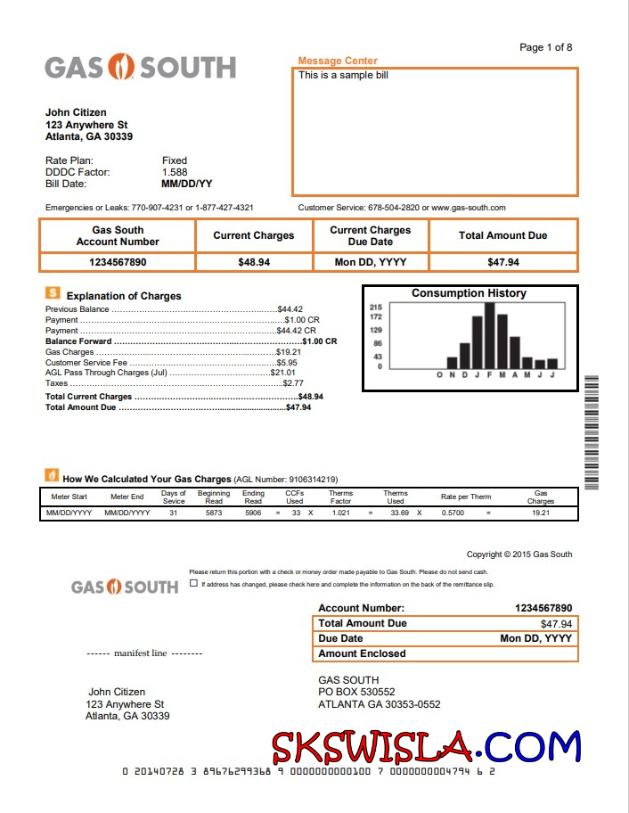 Page 1 of 8
GAS SOUTH
Message Center
This is a sample bill
John Citizen
123 Anywhere St
Atlanta, GA 30339
Rate Plan: Fixed
DDDC Factor: 1.588
Bill Date: MM/DD/YY
Emergencies or Leaks: 770-907-4231 or 1-877-427-4321 Customer Service: 678-504-2820 or www.gas-south.com
Gas South Account Number Current Charges Current Charges Due Date Total Amount Due
1234567890 $48.94 Mon DD, YYYY $47.94
$ Explanation of Charges
Previous Balance ........ $44.42
Payment ........ $1.00 CR
Payment ........ $44.42 CR
Balance Forward ........ $1.00 CR
Gas Charges ........ $19.21
Customer Service Fee ........ $5.95
AGL Pass Through Charges (Jul) ........ $21.01
Taxes ........ $2.77
Total Current Charges ........ $48.94
Total Amount Due ........ $47.94
Consumption History
215
172
129
86
43
0
O N D J F M A M J J
How We Calculated Your Gas Charges (AGL Number: 9106314219)
Meter Start Meter End Days of Sevice Beginning Read Ending Read CCFs Used Therms Factor Therms Used Rate per Therm Gas Charges
MM/DD/YYYY MM/DD/YYYY 31 5873 5906 = 33 X 1.021 = 33.69 X 0.5700 = 19.21
Copyright © 2015 Gas South
GAS SOUTH
Please return this portion with a check or money order made payable to Gas South. Please do not send cash.
If address has changed, please check here and complete the information on the back of the remittance slip.
Account Number: 1234567890
Total Amount Due $47.94
Due Date Mon DD, YYYY
Amount Enclosed
------ manifest line --------
John Citizen
123 Anywhere St
Atlanta, GA 30339
GAS SOUTH
PO BOX 530552
ATLANTA GA 30353-0552
SKSWISLA.COM
0 20140728 3 89676299368 9 0000000000100 7 0000000004794 6 2